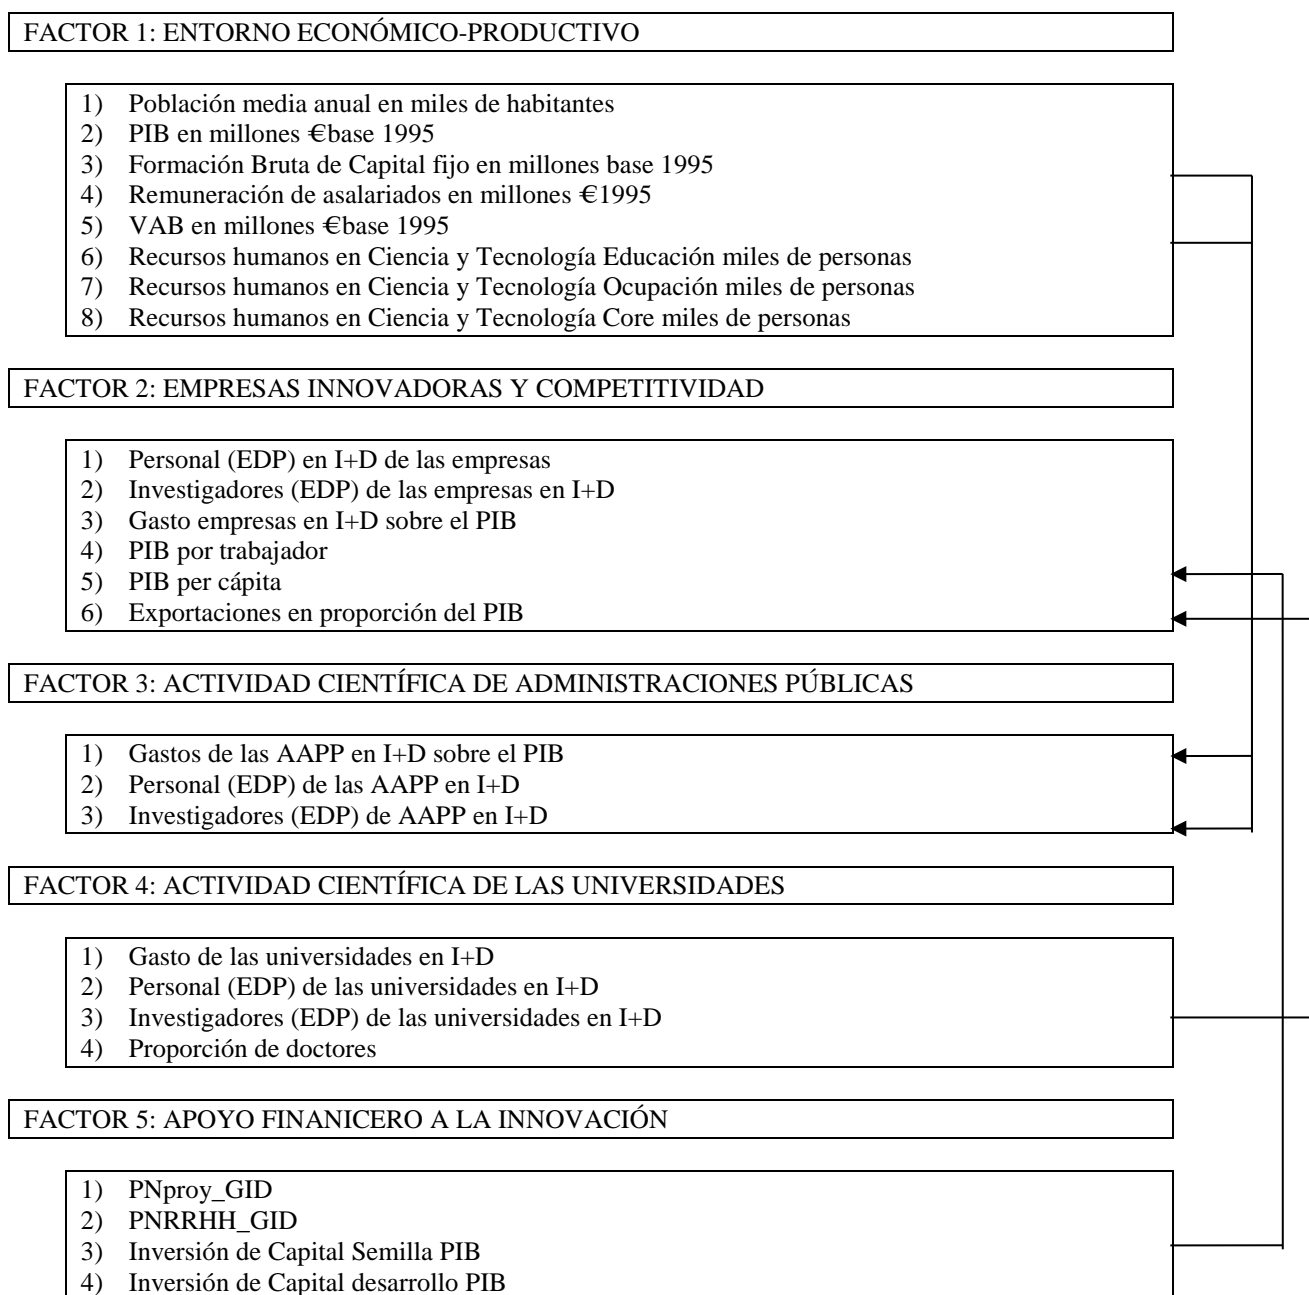 FACTOR 1: ENTORNO ECONÓMICO-PRODUCTIVO
1) Población media anual en miles de habitantes
2) PIB en millones €base 1995
3) Formación Bruta de Capital fijo en millones base 1995
4) Remuneración de asalariados en millones €1995
5) VAB en millones €base 1995
6) Recursos humanos en Ciencia y Tecnología Educación miles de personas
7) Recursos humanos en Ciencia y Tecnología Ocupación miles de personas
8) Recursos humanos en Ciencia y Tecnología Core miles de personas
FACTOR 2: EMPRESAS INNOVADORAS Y COMPETITIVIDAD
1) Personal (EDP) en I+D de las empresas
2) Investigadores (EDP) de las empresas en I+D
3) Gasto empresas en I+D sobre el PIB
4) PIB por trabajador
5) PIB per cápita
6) Exportaciones en proporción del PIB
FACTOR 3: ACTIVIDAD CIENTÍFICA DE ADMINISTRACIONES PÚBLICAS
1) Gastos de las AAPP en I+D sobre el PIB
2) Personal (EDP) de las AAPP en I+D
3) Investigadores (EDP) de AAPP en I+D
FACTOR 4: ACTIVIDAD CIENTÍFICA DE LAS UNIVERSIDADES
1) Gasto de las universidades en I+D
2) Personal (EDP) de las universidades en I+D
3) Investigadores (EDP) de las universidades en I+D
4) Proporción de doctores
FACTOR 5: APOYO FINANICERO A LA INNOVACIÓN
1) PNproy_GID
2) PNRRHH_GID
3) Inversión de Capital Semilla PIB
4) Inversión de Capital desarrollo PIB